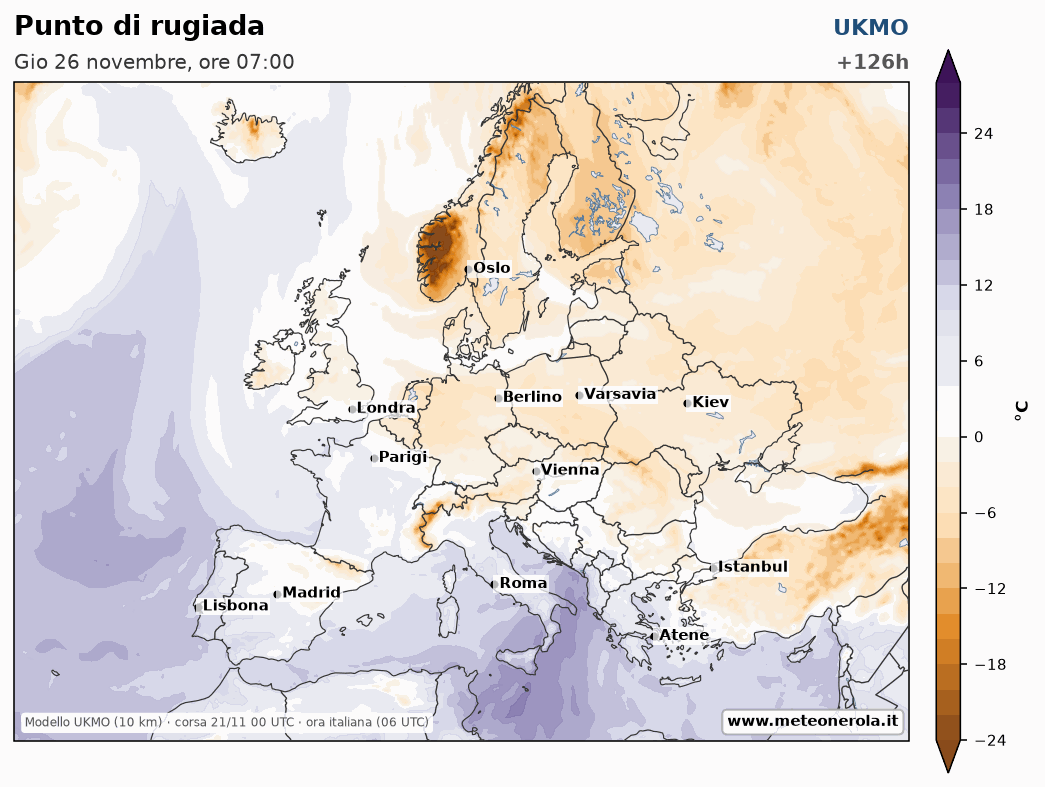 Punto di rugiada
UKMO
Gio 26 novembre, ore 07:00
+126h
24
18
12
6
0
−6
−12
−18
−24
°C
Oslo
Berlino
Varsavia
Kiev
Londra
Parigi
Vienna
Istanbul
Roma
Madrid
Lisbona
Atene
Modello UKMO (10 km) · corsa 21/11 00 UTC · ora italiana (06 UTC)
www.meteonerola.it